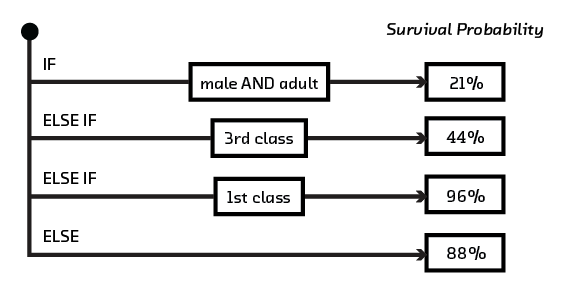 Survival Probability
IF
male AND adult
21%
ELSE IF
3rd class
44%
ELSE IF
1st class
96%
ELSE
88%